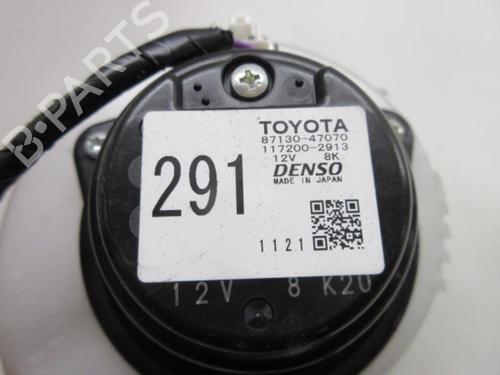 B-PARTS
TOYOTA
87130-47070
117200-2913
12V 8K
DENSO
MADE IN JAPAN
291
1121
12V 8 K20